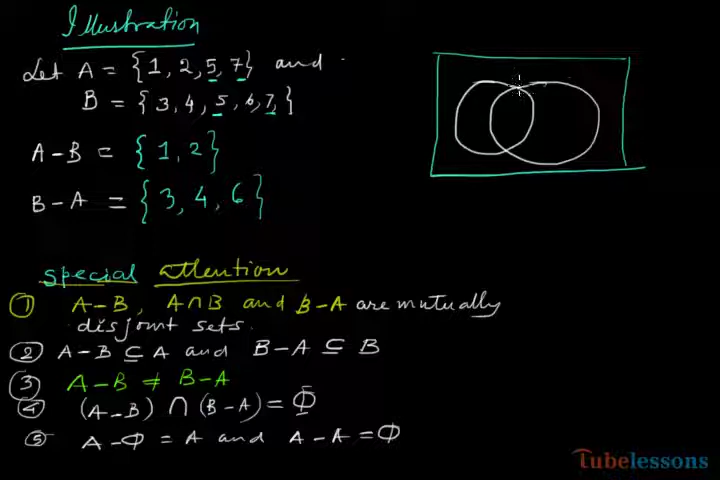 Illustration
Let A = {1, 2, 5, 7} and
B = {3, 4, 5, 6, 7,}
A-B = {1, 2}
B-A = {3, 4, 6}
special attention
① A-B, A∩B and B-A are mutually
disjoint sets.
② A-B ⊆ A and B-A ⊆ B
③ A-B ≠ B-A
④ (A-B) ∩ (B-A) = Φ
⑤ A-Φ = A and A-A = Φ
Tubelessons